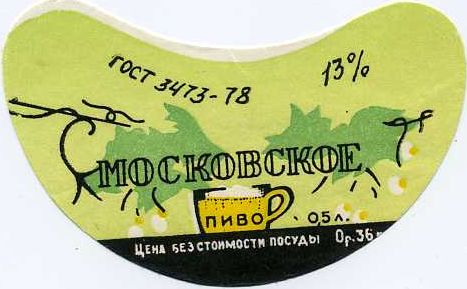 ГОСТ 3473-78
13%
МОСКОВСКОЕ
ПИВО
0,5 л.
ЦЕНА БЕЗ СТОИМОСТИ ПОСУДЫ 0р.36